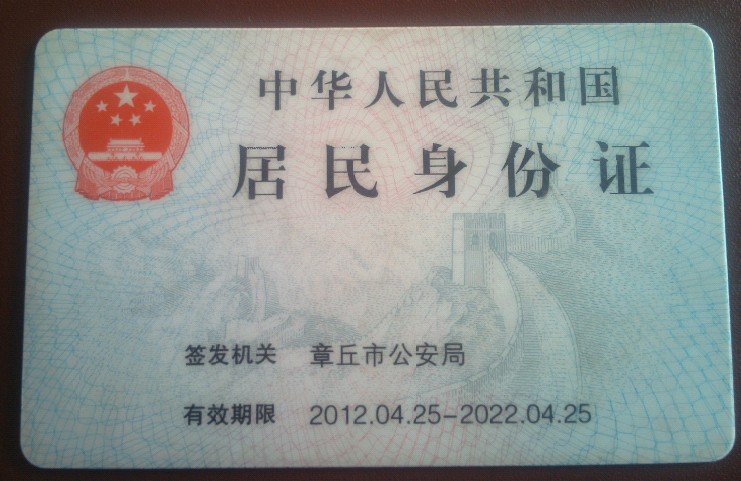 中华人民共和国
居民身份证
签发机关 章丘市公安局
有效期限 2012.04.25-2022.04.25